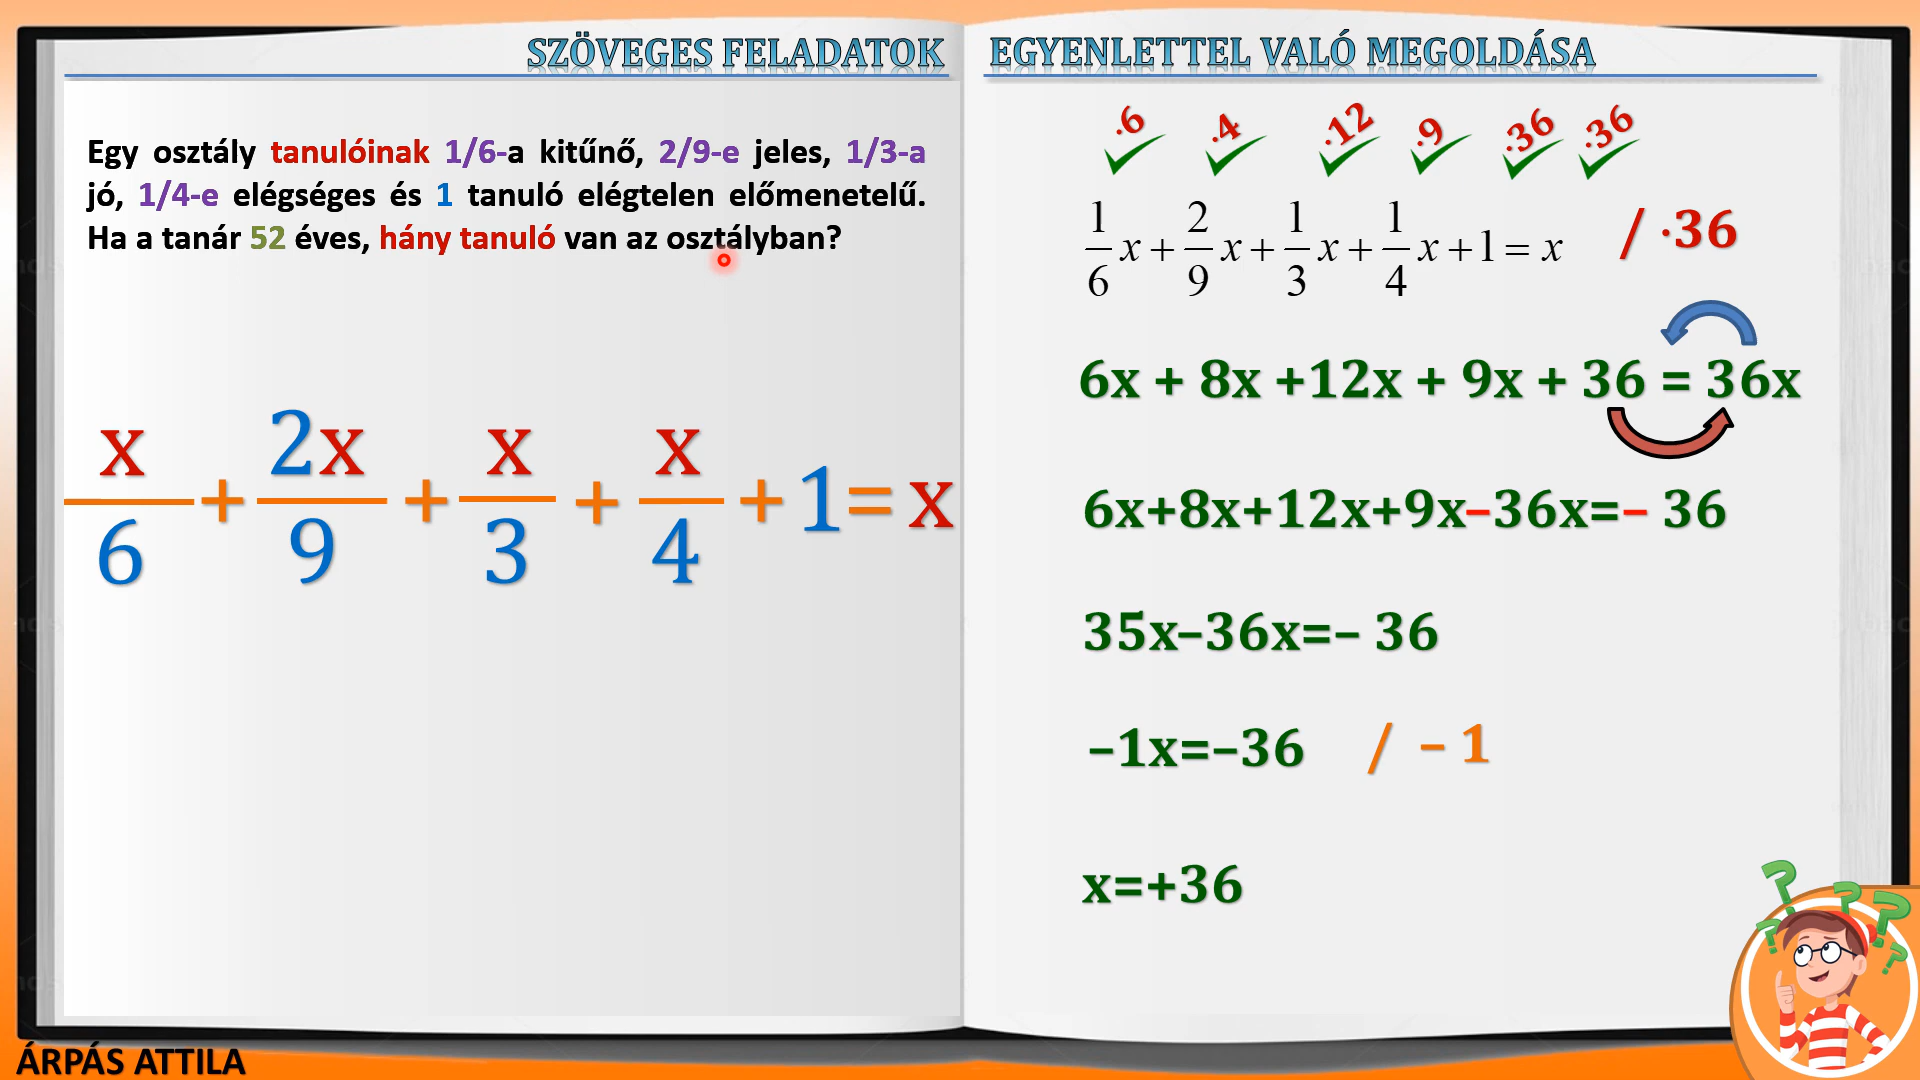 SZÖVEGES FELADATOK
Egy osztály tanulóinak 1/6-a kitűnő, 2/9-e jeles, 1/3-a
jó, 1/4-e elégséges és 1 tanuló elégtelen előmenetelű.
Ha a tanár 52 éves, hány tanuló van az osztályban?
x/6 + 2x/9 + x/3 + x/4 + 1 = x
EGYENLETTEL VALÓ MEGOLDÁSA
·6 ·4 ·12 ·9 ·36 ·36
1/6 x + 2/9 x + 1/3 x + 1/4 x + 1 = x / ·36
6x + 8x +12x + 9x + 36 = 36x
6x+8x+12x+9x–36x=– 36
35x–36x=– 36
–1x=–36 / – 1
x=+36
ÁRPÁS ATTILA